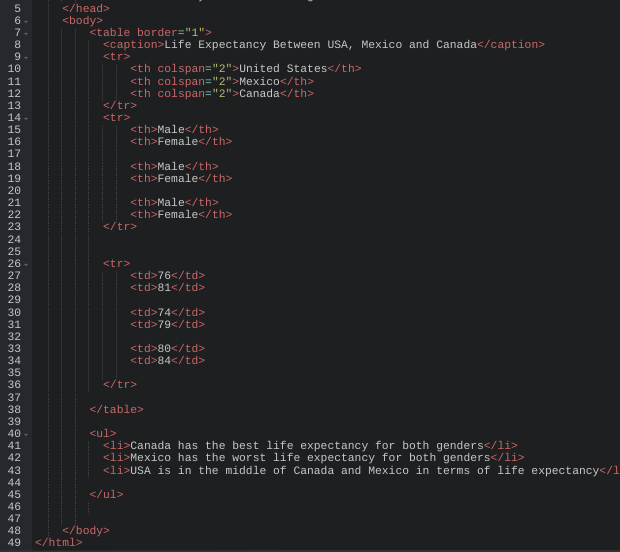 5 </head>
6 <body>
7 <table border="1">
8 <caption>Life Expectancy Between USA, Mexico and Canada</caption>
9 <tr>
10 <th colspan="2">United States</th>
11 <th colspan="2">Mexico</th>
12 <th colspan="2">Canada</th>
13 </tr>
14 <tr>
15 <th>Male</th>
16 <th>Female</th>
17
18 <th>Male</th>
19 <th>Female</th>
20
21 <th>Male</th>
22 <th>Female</th>
23 </tr>
24
25
26 <tr>
27 <td>76</td>
28 <td>81</td>
29
30 <td>74</td>
31 <td>79</td>
32
33 <td>80</td>
34 <td>84</td>
35
36 </tr>
37
38 </table>
39
40 <ul>
41 <li>Canada has the best life expectancy for both genders</li>
42 <li>Mexico has the worst life expectancy for both genders</li>
43 <li>USA is in the middle of Canada and Mexico in terms of life expectancy</l
44
45 </ul>
46
47
48 </body>
49 </html>